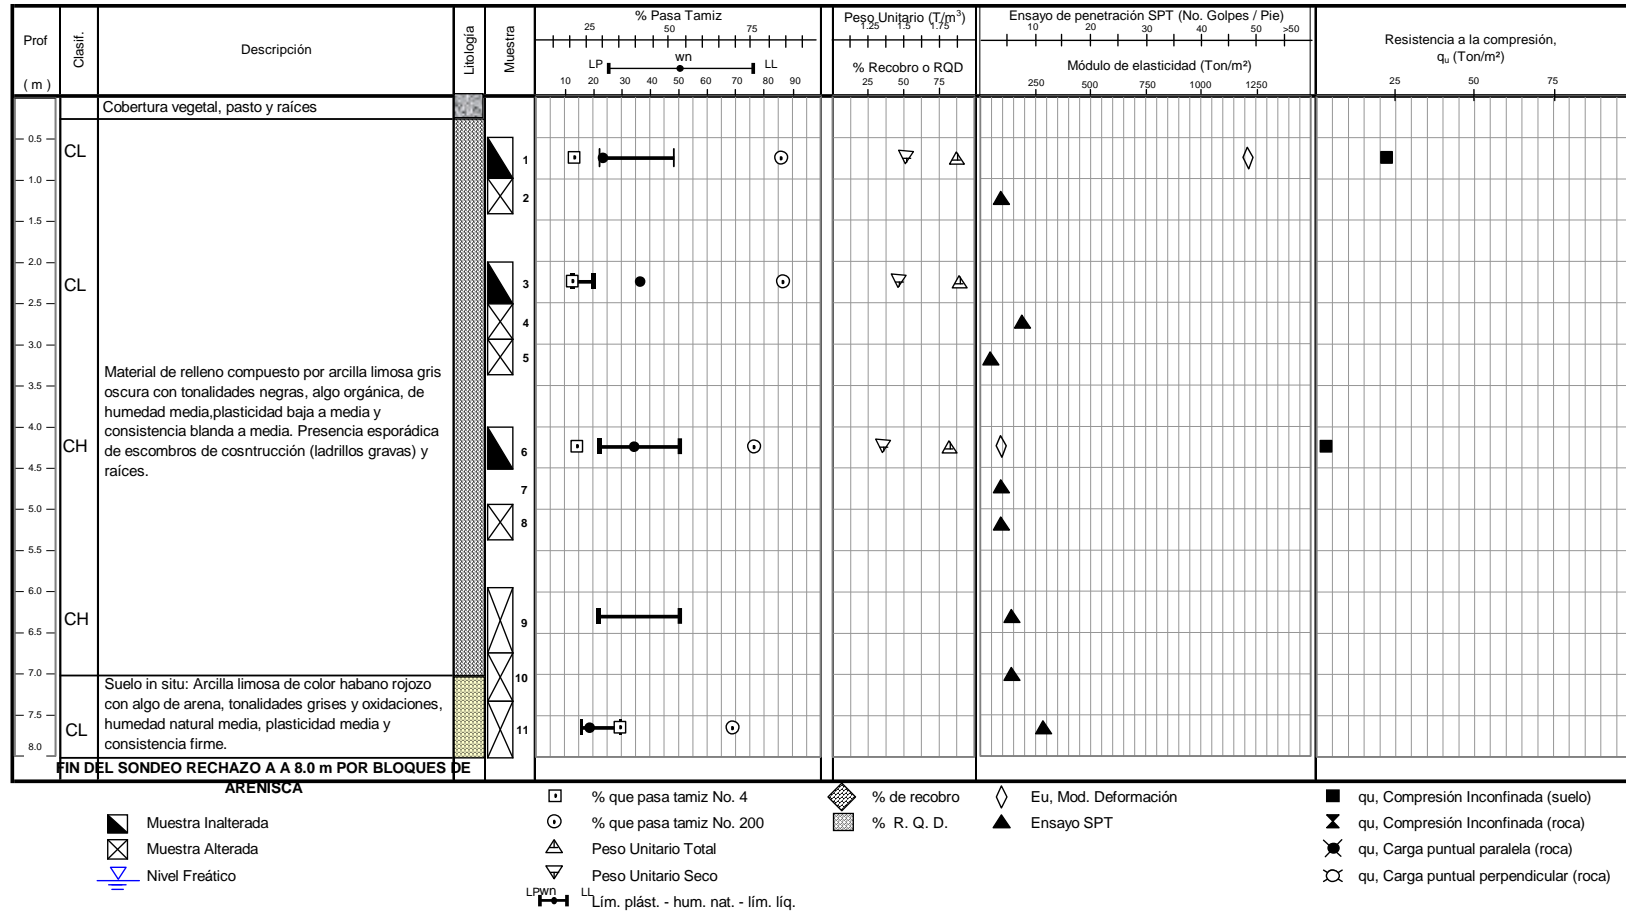 Prof
( m )
Clasif.
Descripción
Litología
Muestra
% Pasa Tamiz
25 50 75
LP wn LL
10 20 30 40 50 60 70 80 90
Peso Unitario (T/m³)
1.25 1.5 1.75
% Recobro o RQD
25 50 75
Ensayo de penetración SPT (No. Golpes / Pie)
10 20 30 40 50 >50
Módulo de elasticidad (Ton/m²)
250 500 750 1000 1250
Resistencia a la compresión,
qᵤ (Ton/m²)
25 50 75
Cobertura vegetal, pasto y raíces
0.5
CL
1
1.0
2
1.5
2.0
CL
3
2.5
4
3.0
5
3.5
Material de relleno compuesto por arcilla limosa gris
oscura con tonalidades negras, algo orgánica, de
humedad media,plasticidad baja a media y
consistencia blanda a media. Presencia esporádica
de escombros de cosntrucción (ladrillos gravas) y
raíces.
4.0
CH
6
4.5
7
5.0
8
5.5
6.0
CH
9
6.5
7.0
10
Suelo in situ: Arcilla limosa de color habano rojozo
con algo de arena, tonalidades grises y oxidaciones,
humedad natural media, plasticidad media y
consistencia firme.
7.5
CL
11
8.0
FIN DEL SONDEO RECHAZO A A 8.0 m POR BLOQUES DE
ARENISCA
Muestra Inalterada
Muestra Alterada
Nivel Freático
% que pasa tamiz No. 4
% que pasa tamiz No. 200
Peso Unitario Total
Peso Unitario Seco
LP wn LL
Lím. plást. - hum. nat. - lím. líq.
% de recobro
% R. Q. D.
Eu, Mod. Deformación
Ensayo SPT
qu, Compresión Inconfinada (suelo)
qu, Compresión Inconfinada (roca)
qu, Carga puntual paralela (roca)
qu, Carga puntual perpendicular (roca)